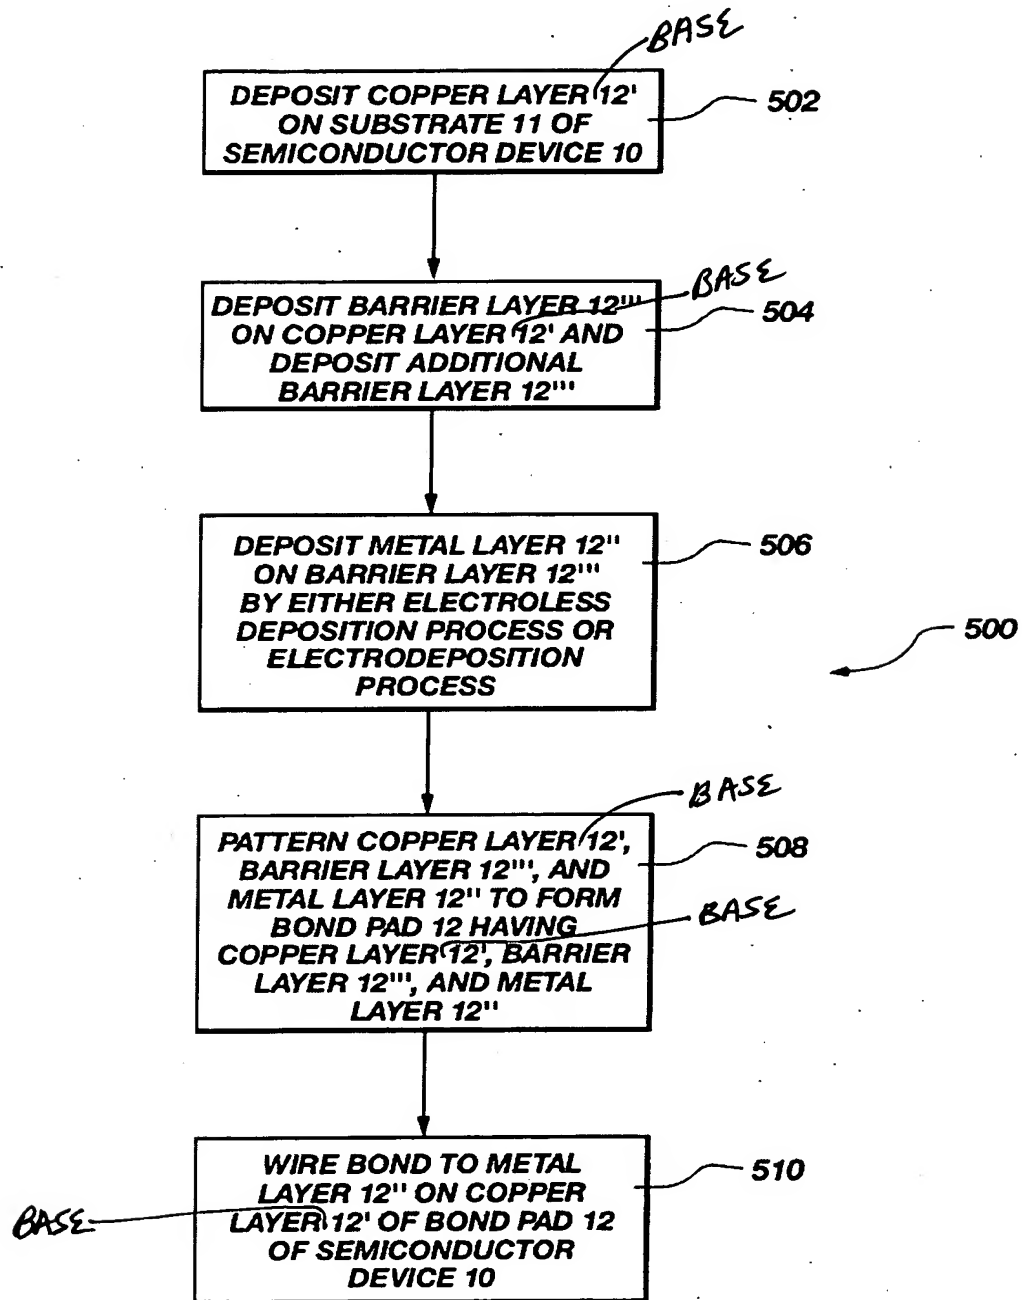 BASE
DEPOSIT COPPER LAYER 12'
ON SUBSTRATE 11 OF
SEMICONDUCTOR DEVICE 10
502
BASE
DEPOSIT BARRIER LAYER 12'''
ON COPPER LAYER 12' AND
DEPOSIT ADDITIONAL
BARRIER LAYER 12'''
504
DEPOSIT METAL LAYER 12''
ON BARRIER LAYER 12'''
BY EITHER ELECTROLESS
DEPOSITION PROCESS OR
ELECTRODEPOSITION
PROCESS
506
500
BASE
PATTERN COPPER LAYER 12',
BARRIER LAYER 12''', AND
METAL LAYER 12'' TO FORM
BOND PAD 12 HAVING
COPPER LAYER 12', BARRIER
LAYER 12''', AND METAL
LAYER 12''
508
BASE
WIRE BOND TO METAL
LAYER 12'' ON COPPER
LAYER 12' OF BOND PAD 12
OF SEMICONDUCTOR
DEVICE 10
510
BASE